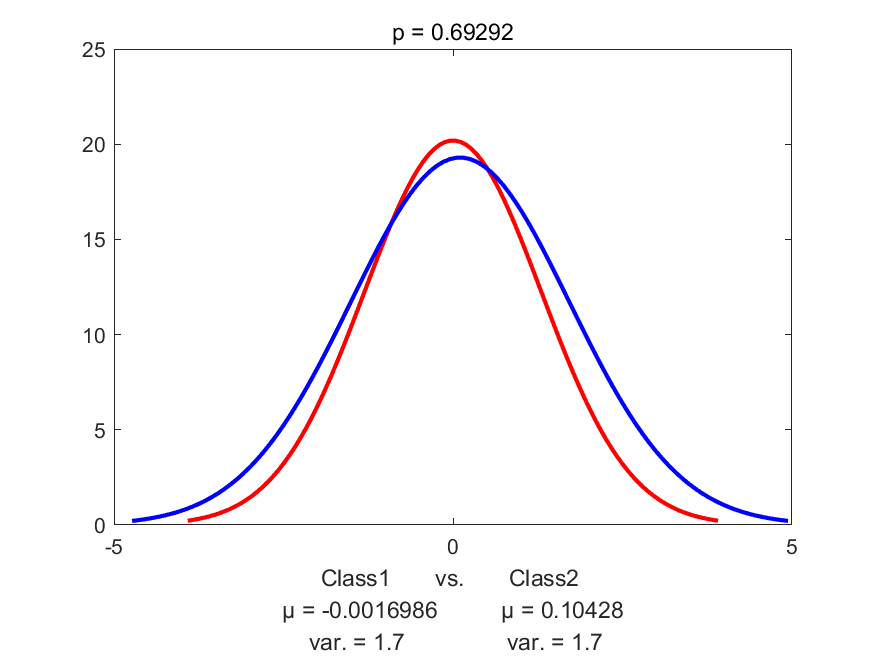 p = 0.69292
25
20
15
10
5
0
-5 0 5
Class1 vs. Class2
μ = -0.0016986 μ = 0.10428
var. = 1.7 var. = 1.7